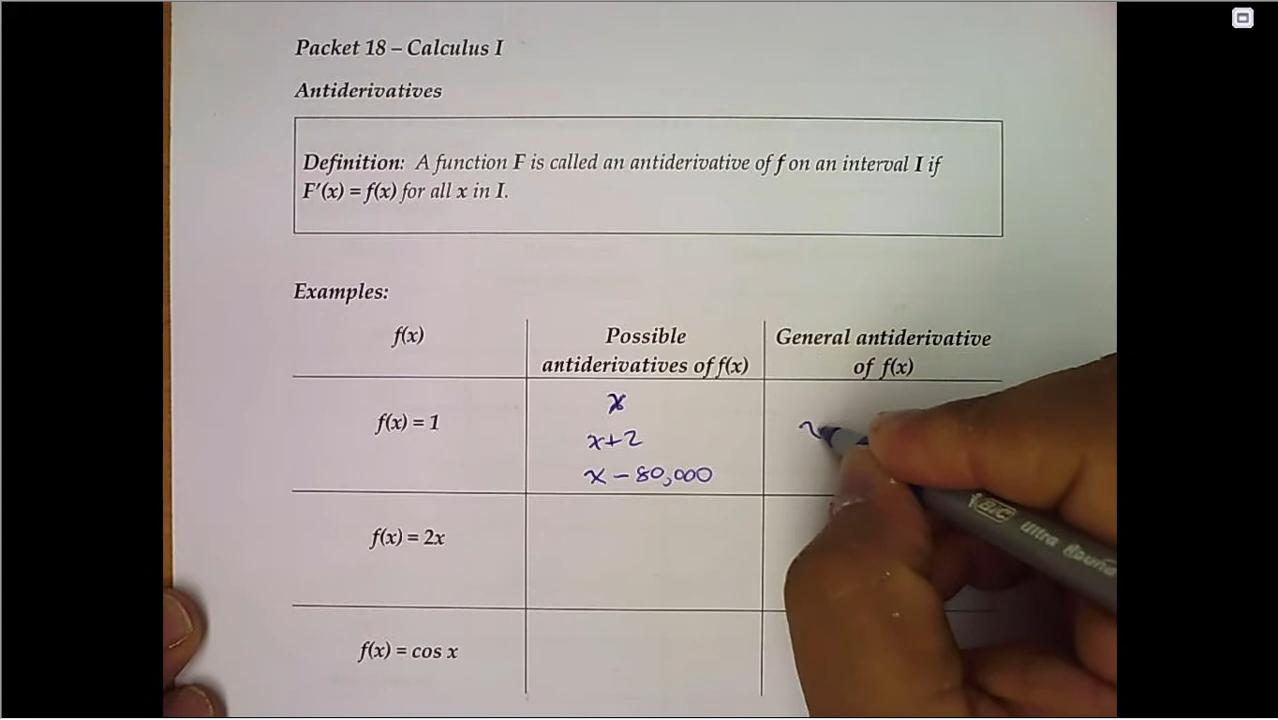 Packet 18 – Calculus I
Antiderivatives
Definition: A function F is called an antiderivative of f on an interval I if
F'(x) = f(x) for all x in I.
Examples:
f(x)
Possible
antiderivatives of f(x)
General antiderivative
of f(x)
f(x) = 1
x
x+2
x – 80,000
f(x) = 2x
f(x) = cos x
BIC Ultra Round